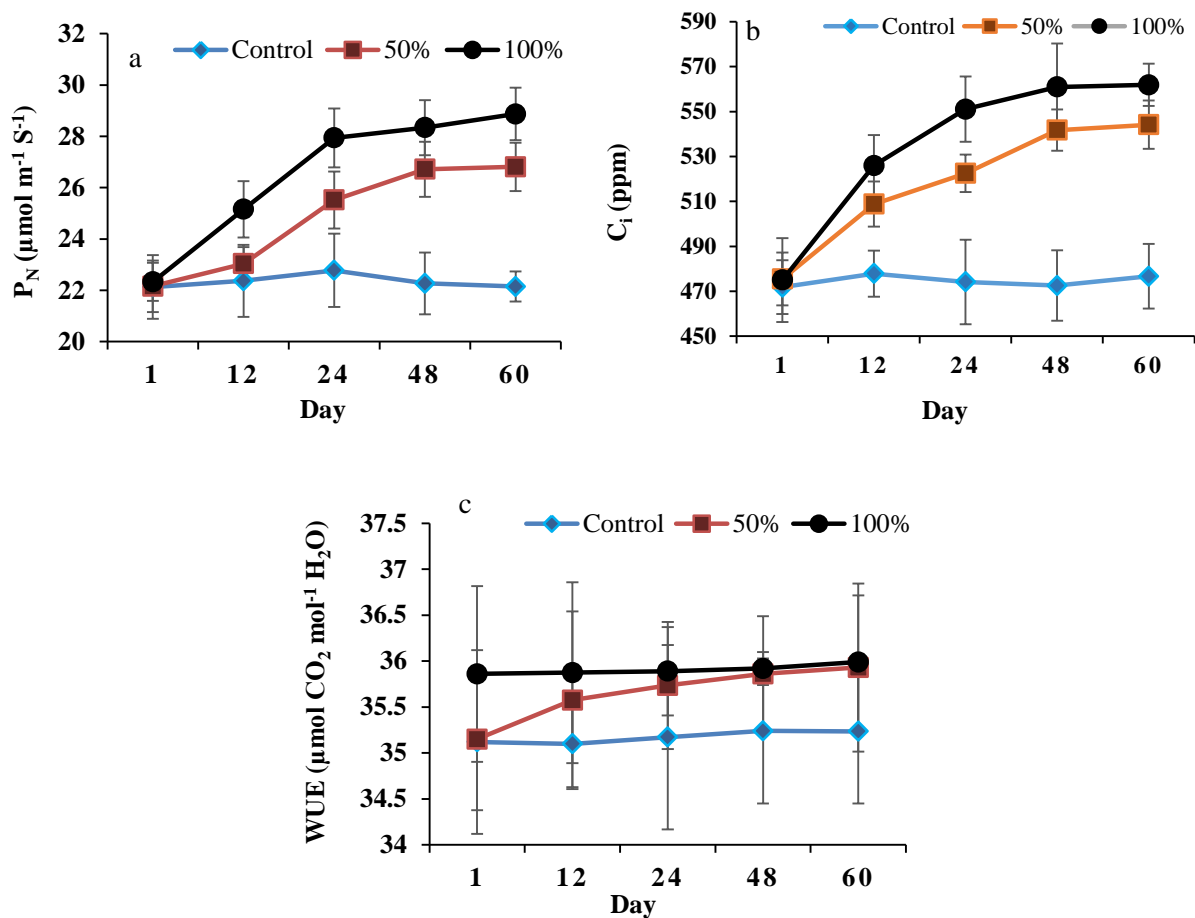 a
Control 50% 100%
P_N (µmol m⁻¹ S⁻¹)
32
30
28
26
24
22
20
1 12 24 48 60
Day
b
Control 50% 100%
C_i (ppm)
590
570
550
530
510
490
470
450
1 12 24 48 60
Day
c
Control 50% 100%
WUE (µmol CO₂ mol⁻¹ H₂O)
37.5
37
36.5
36
35.5
35
34.5
34
1 12 24 48 60
Day